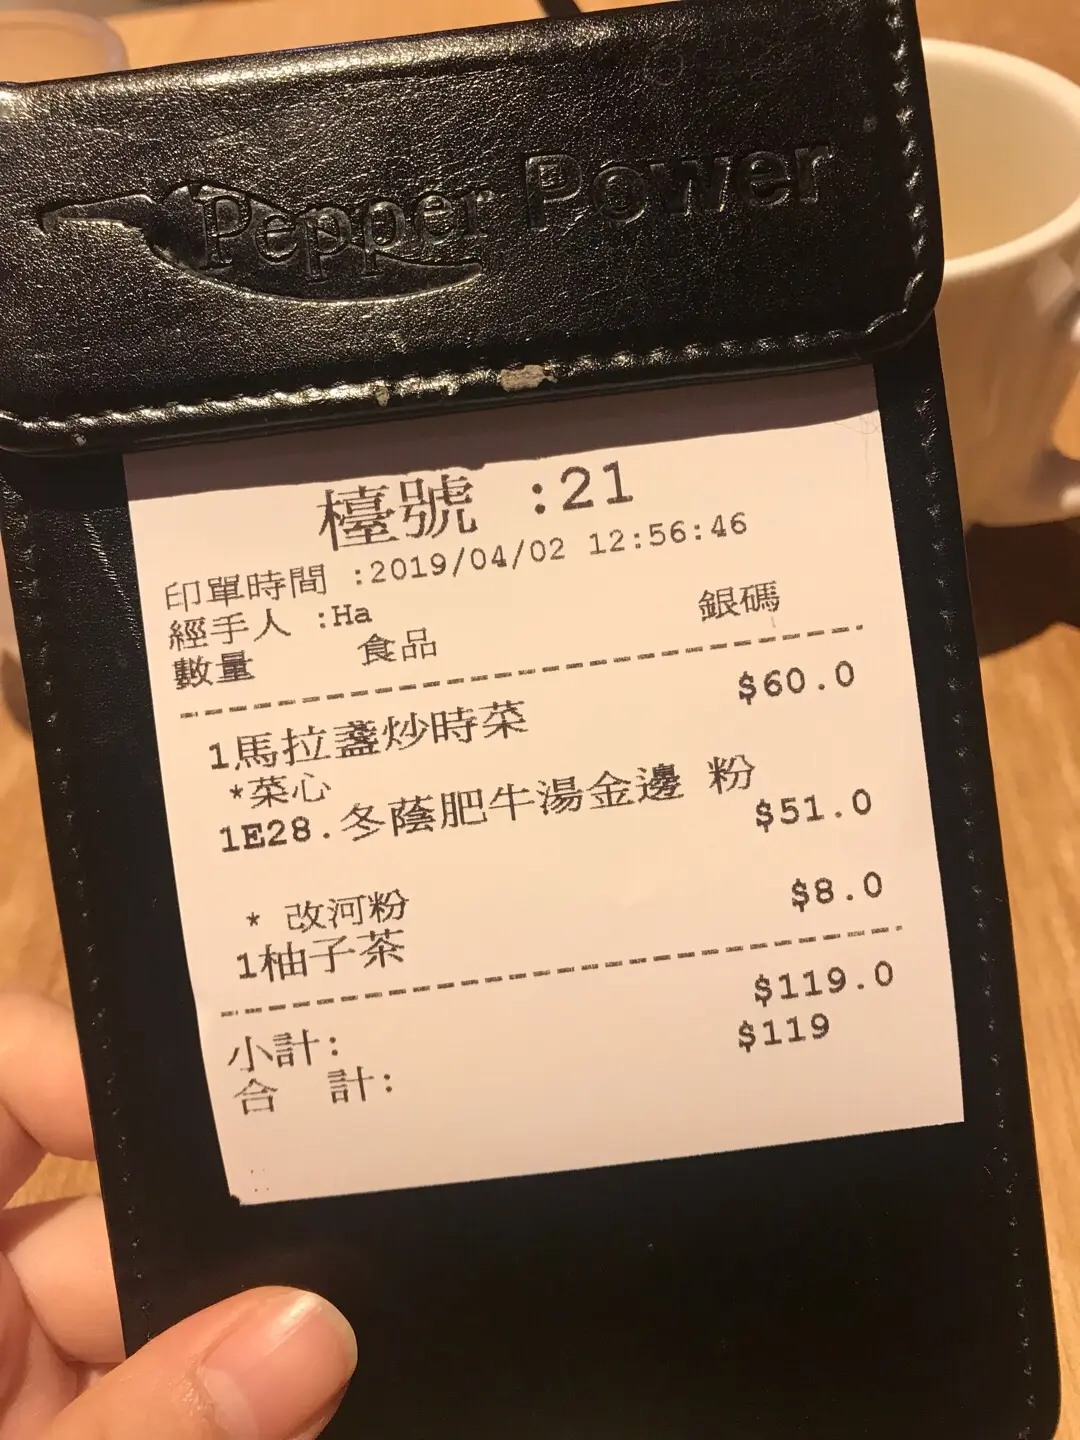 Pepper Power
檯號 :21
印單時間 :2019/04/02 12:56:46
經手人 :Ha
數量 食品 銀碼
1馬拉盞炒時菜 $60.0
*菜心
1E28.冬蔭肥牛湯金邊 粉 $51.0
* 改河粉
1柚子茶 $8.0
小計: $119.0
合 計: $119